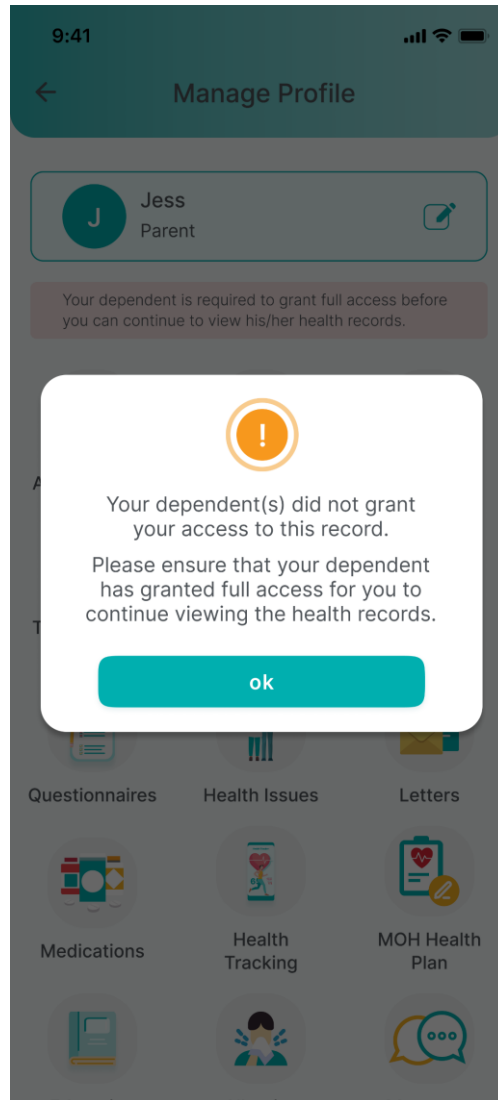 9:41
Manage Profile
J
Jess
Parent
Your dependent is required to grant full access before
you can continue to view his/her health records.
!
Your dependent(s) did not grant
your access to this record.
Please ensure that your dependent
has granted full access for you to
continue viewing the health records.
ok
Questionnaires
Health Issues
Letters
Medications
Health
Tracking
MOH Health
Plan